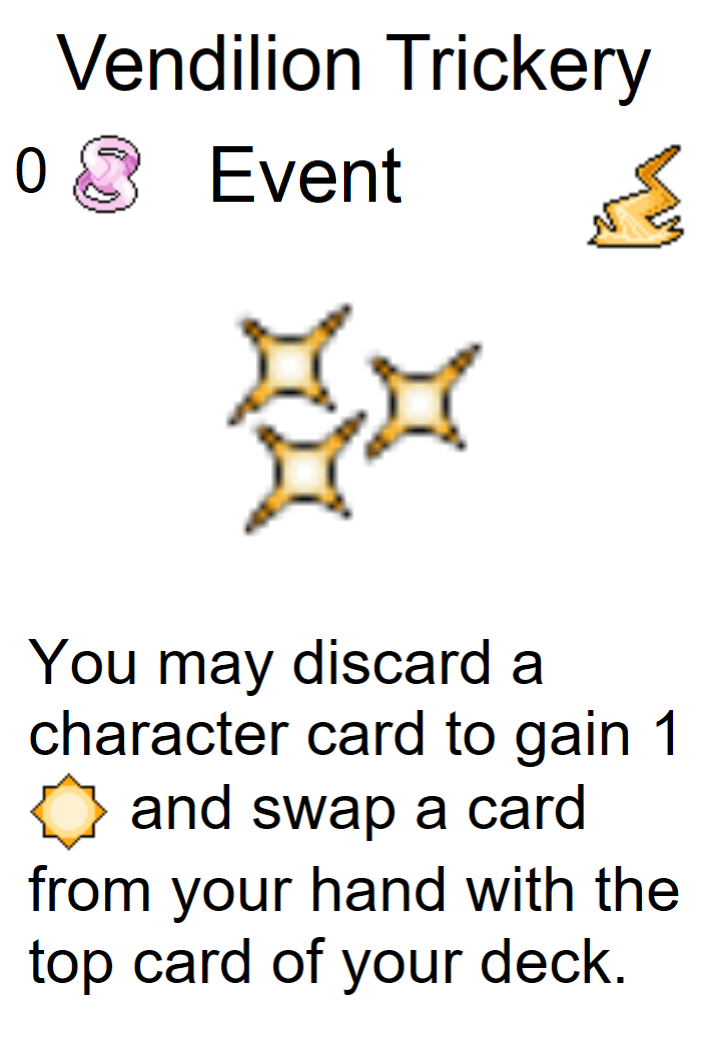 Vendilion Trickery
0 Event
You may discard a
character card to gain 1
and swap a card
from your hand with the
top card of your deck.